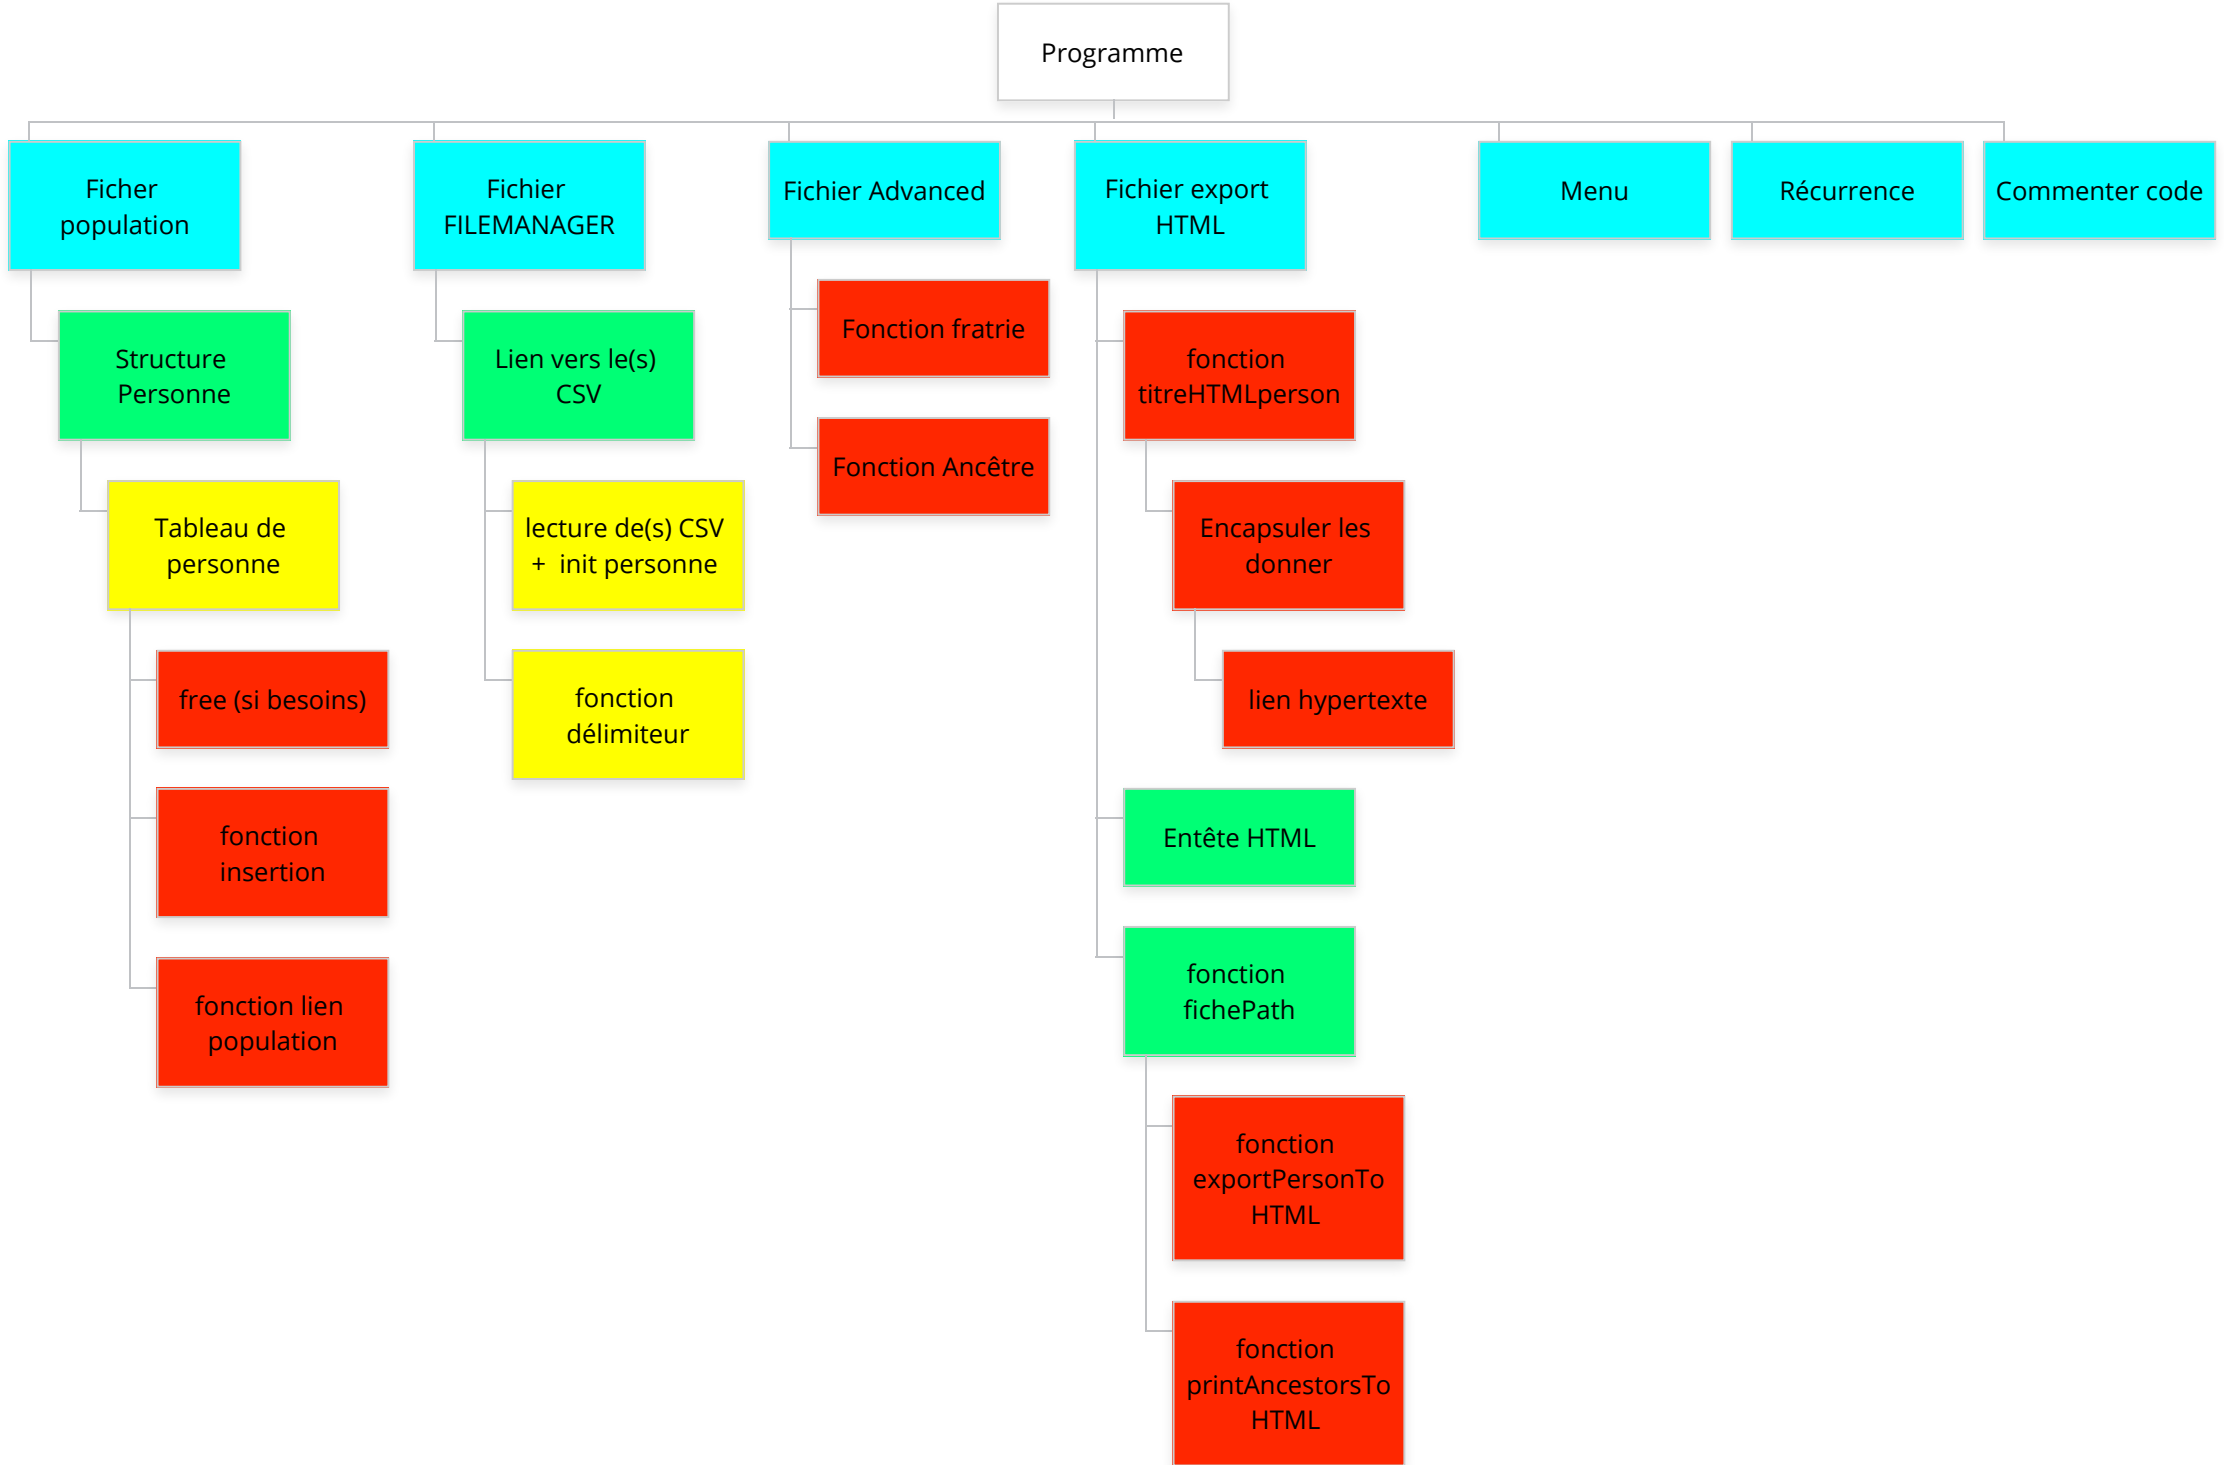 Programme
Ficher
population
Structure
Personne
Tableau de
personne
free (si besoins)
fonction
insertion
fonction lien
population
Fichier
FILEMANAGER
Lien vers le(s)
CSV
lecture de(s) CSV
+ init personne
fonction
délimiteur
Fichier Advanced
Fonction fratrie
Fonction Ancêtre
Fichier export
HTML
fonction
titreHTMLperson
Encapsuler les
donner
lien hypertexte
Entête HTML
fonction
fichePath
fonction
exportPersonTo
HTML
fonction
printAncestorsTo
HTML
Menu
Récurrence
Commenter code